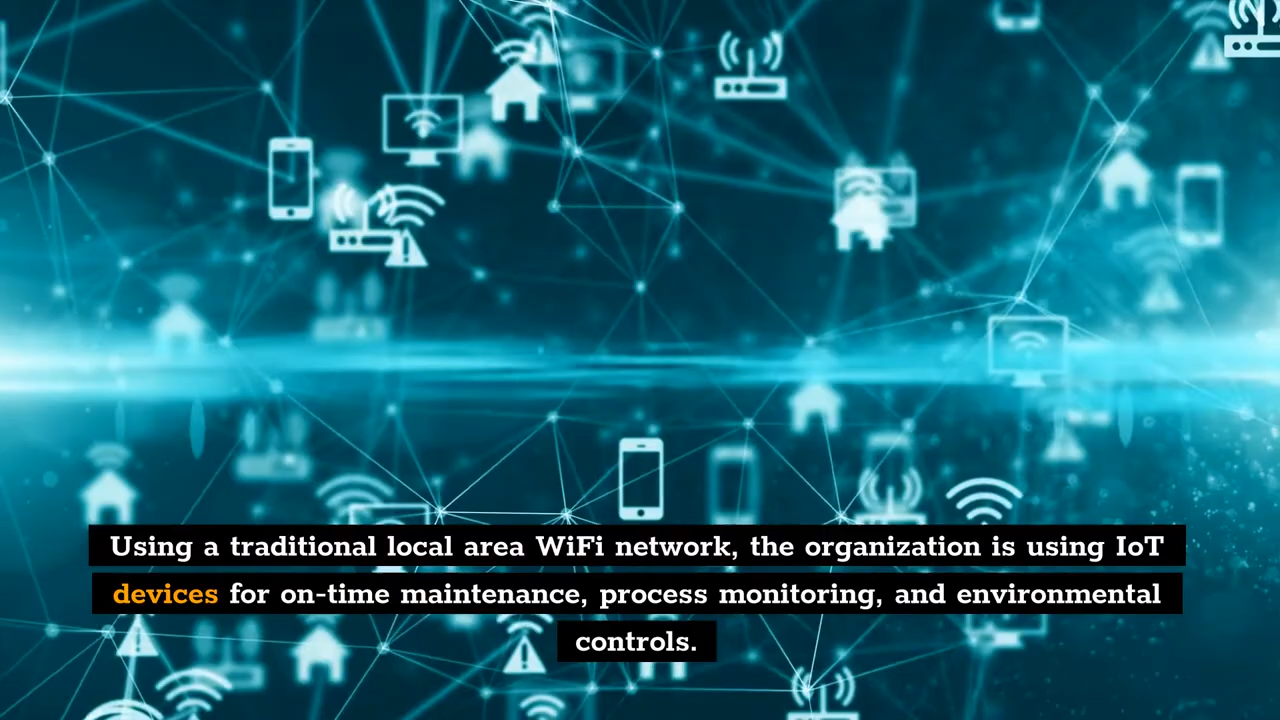 Using a traditional local area WiFi network, the organization is using IoT
devices for on-time maintenance, process monitoring, and environmental
controls.